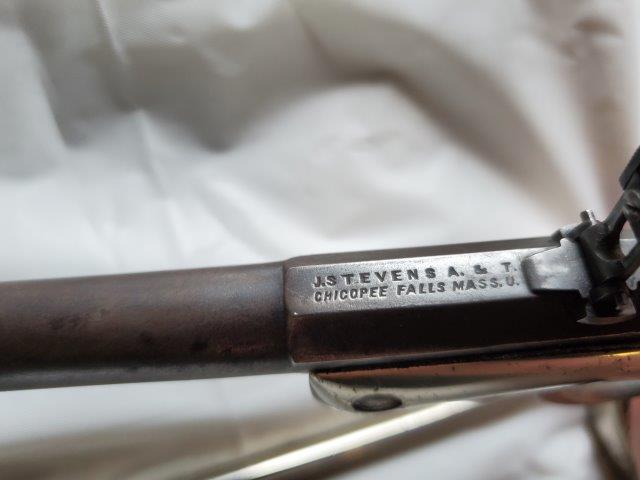 J. STEVENS A. & T.
CHICOPEE FALLS MASS. U.